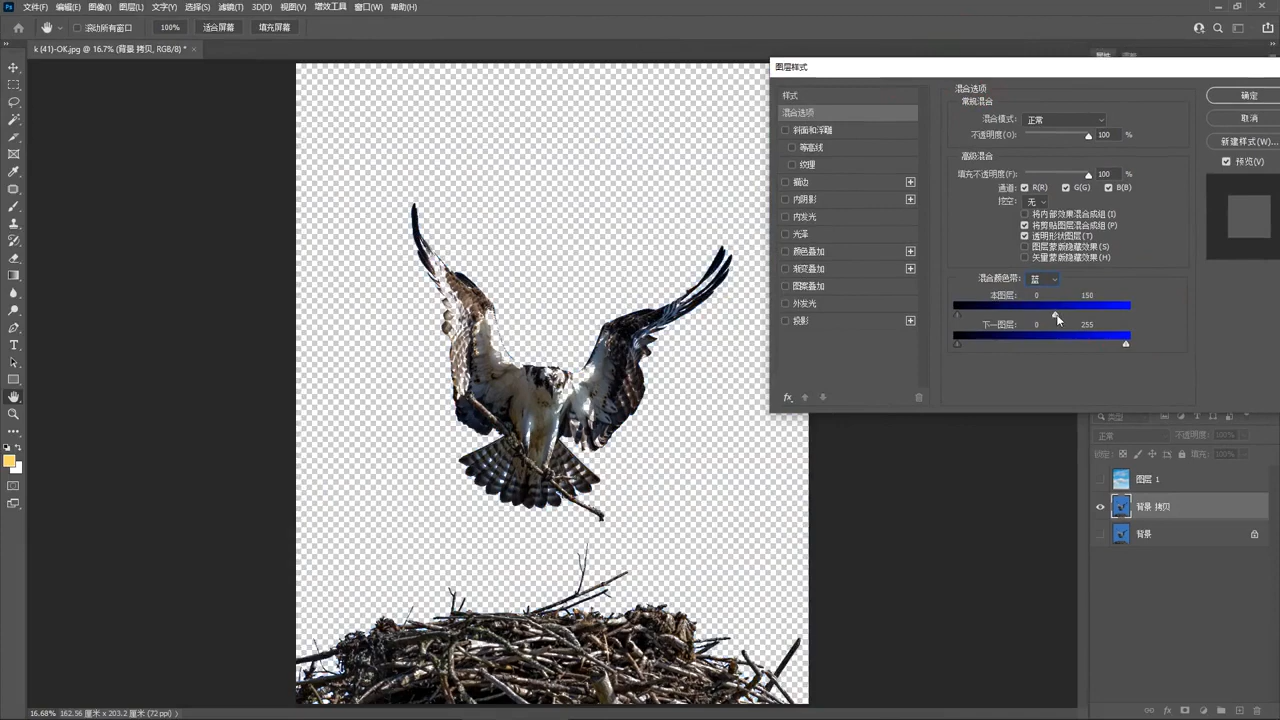 文件(F) 编辑(E) 图像(I) 图层(L) 文字(Y) 选择(S) 滤镜(T) 3D(D) 视图(V) 增效工具 窗口(W) 帮助(H)
滚动所有窗口 100% 适合屏幕 填充屏幕
k (41)-OK.jpg @ 16.7% (背景 拷贝, RGB/8) *
图层样式
样式
混合选项
斜面和浮雕
等高线
纹理
描边
内阴影
内发光
光泽
颜色叠加
渐变叠加
图案叠加
外发光
投影
fx
混合选项
常规混合
混合模式: 正常
不透明度(O): 100 %
高级混合
填充不透明度(F): 100 %
通道: R(R) G(G) B(B)
挖空: 无
将内部效果混合成组(I)
将剪贴图层混合成组(P)
透明形状图层(T)
图层蒙版隐藏效果(S)
矢量蒙版隐藏效果(H)
混合颜色带: 蓝
本图层: 0 150
下一图层: 0 255
确定
取消
新建样式(W)...
预览(V)
类型
正常 不透明度: 100%
锁定: 填充: 100%
图层 1
背景 拷贝
背景
16.68% 162.56 厘米 x 203.2 厘米 (72 ppi)